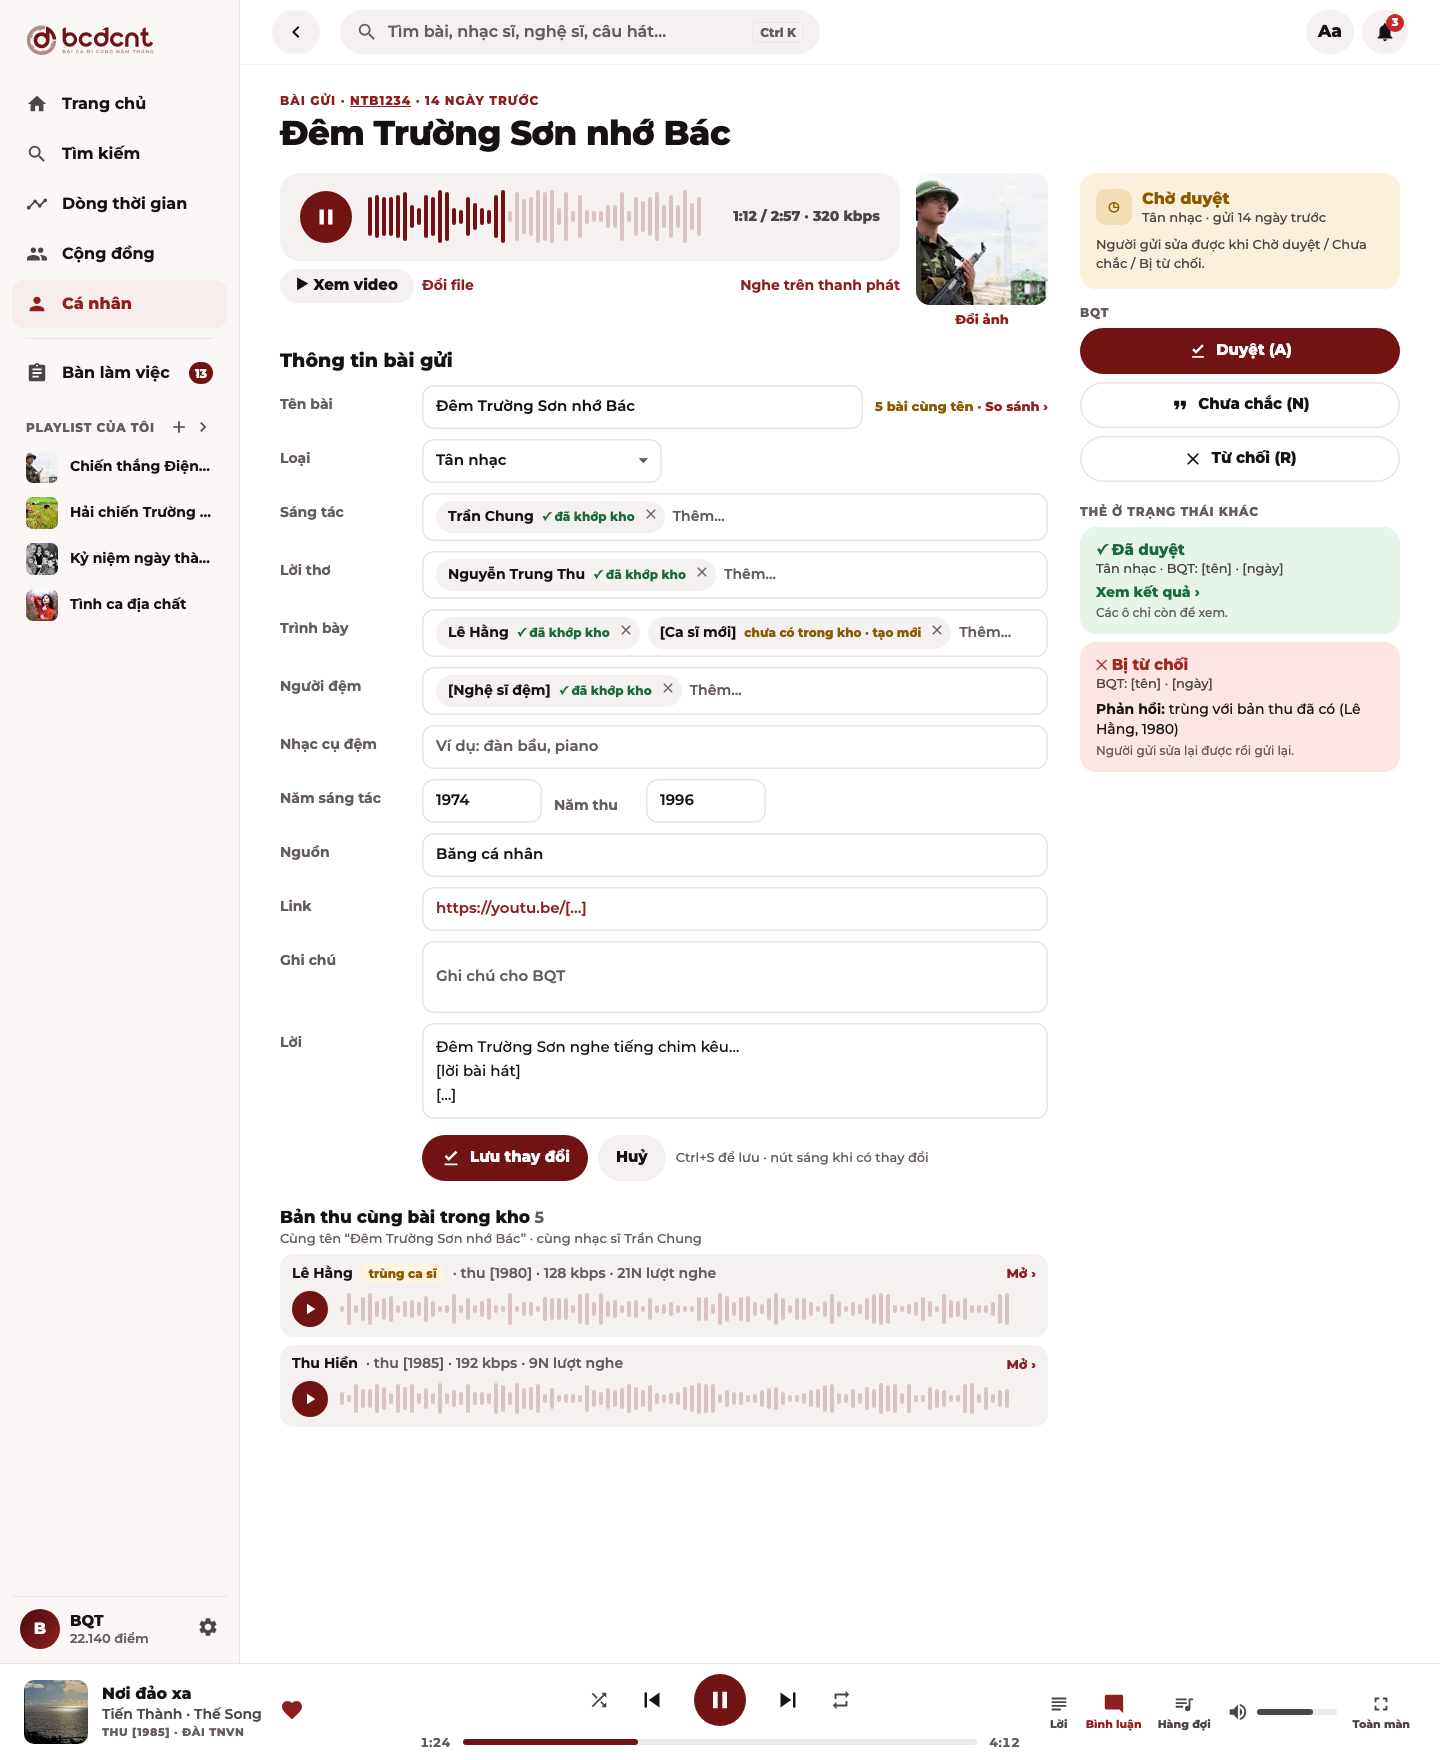 bcdcnt
BÀI CA ĐI CÙNG NĂM THÁNG
Trang chủ
Tìm kiếm
Dòng thời gian
Cộng đồng
Cá nhân
Bàn làm việc 13
PLAYLIST CỦA TÔI
Chiến thắng Điện...
Hải chiến Trường ...
Kỷ niệm ngày thà...
Tình ca địa chất
B
BQT
22.140 điểm
Tìm bài, nhạc sĩ, nghệ sĩ, câu hát...
Ctrl K
Aa
3
BÀI GỬI · NTB1234 · 14 NGÀY TRƯỚC
Đêm Trường Sơn nhớ Bác
1:12 / 2:57 · 320 kbps
Xem video
Đổi file
Nghe trên thanh phát
Đổi ảnh
Thông tin bài gửi
Tên bài
Đêm Trường Sơn nhớ Bác
5 bài cùng tên · So sánh ›
Loại
Tân nhạc
Sáng tác
Trần Chung ✓ đã khớp kho × Thêm...
Lời thơ
Nguyễn Trung Thu ✓ đã khớp kho × Thêm...
Trình bày
Lê Hằng ✓ đã khớp kho × [Ca sĩ mới] chưa có trong kho · tạo mới × Thêm...
Người đệm
[Nghệ sĩ đệm] ✓ đã khớp kho × Thêm...
Nhạc cụ đệm
Ví dụ: đàn bầu, piano
Năm sáng tác
1974
Năm thu
1996
Nguồn
Băng cá nhân
Link
https://youtu.be/[...]
Ghi chú
Ghi chú cho BQT
Lời
Đêm Trường Sơn nghe tiếng chim kêu...
[lời bài hát]
[...]
Lưu thay đổi
Huỷ
Ctrl+S để lưu · nút sáng khi có thay đổi
Bản thu cùng bài trong kho 5
Cùng tên “Đêm Trường Sơn nhớ Bác” · cùng nhạc sĩ Trần Chung
Lê Hằng trùng ca sĩ · thu [1980] · 128 kbps · 21N lượt nghe
Mở ›
Thu Hiền · thu [1985] · 192 kbps · 9N lượt nghe
Mở ›
Chờ duyệt
Tân nhạc · gửi 14 ngày trước
Người gửi sửa được khi Chờ duyệt / Chưa
chắc / Bị từ chối.
BQT
Duyệt (A)
Chưa chắc (N)
Từ chối (R)
THẺ Ở TRẠNG THÁI KHÁC
✓ Đã duyệt
Tân nhạc · BQT: [tên] · [ngày]
Xem kết quả ›
Các ô chỉ còn để xem.
× Bị từ chối
BQT: [tên] · [ngày]
Phản hồi: trùng với bản thu đã có (Lê
Hằng, 1980)
Người gửi sửa lại được rồi gửi lại.
Nơi đảo xa
Tiến Thành · Thế Song
THU [1985] · ĐÀI TNVN
1:24
4:12
Lời
Bình luận
Hàng đợi
Toàn màn